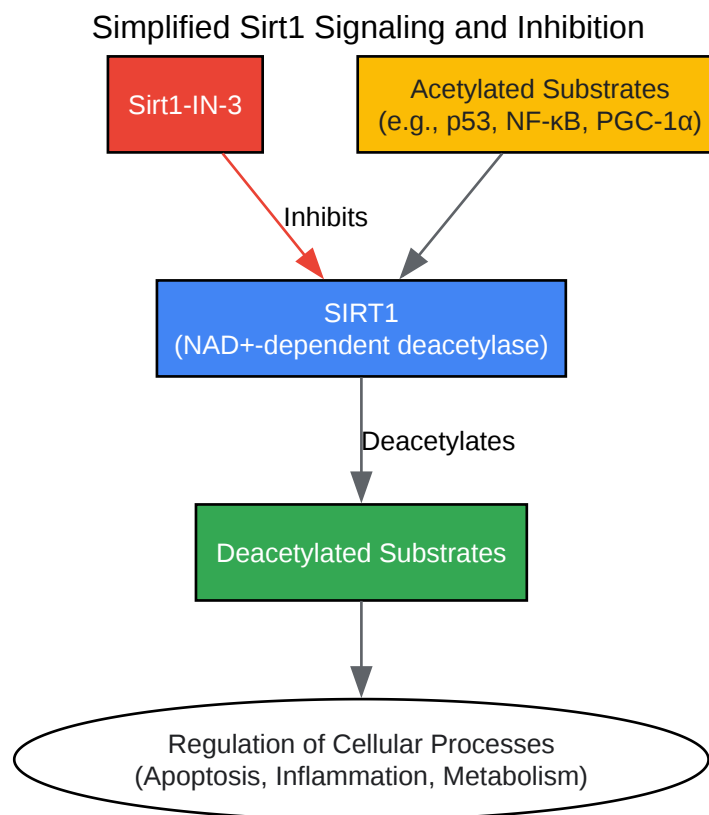 Simplified Sirt1 Signaling and Inhibition
Sirt1-IN-3
Acetylated Substrates
(e.g., p53, NF-κB, PGC-1α)
Inhibits
SIRT1
(NAD+-dependent deacetylase)
Deacetylates
Deacetylated Substrates
Regulation of Cellular Processes
(Apoptosis, Inflammation, Metabolism)